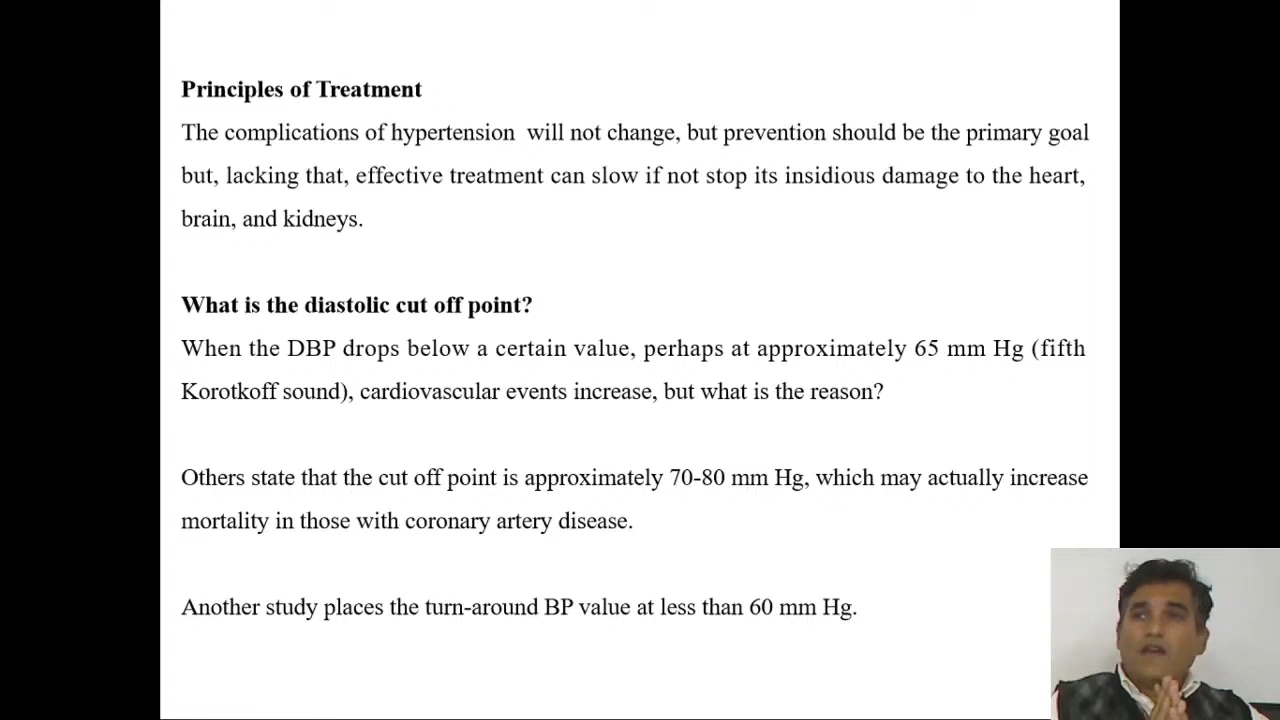 Principles of Treatment
The complications of hypertension will not change, but prevention should be the primary goal
but, lacking that, effective treatment can slow if not stop its insidious damage to the heart,
brain, and kidneys.
What is the diastolic cut off point?
When the DBP drops below a certain value, perhaps at approximately 65 mm Hg (fifth
Korotkoff sound), cardiovascular events increase, but what is the reason?
Others state that the cut off point is approximately 70-80 mm Hg, which may actually increase
mortality in those with coronary artery disease.
Another study places the turn-around BP value at less than 60 mm Hg.